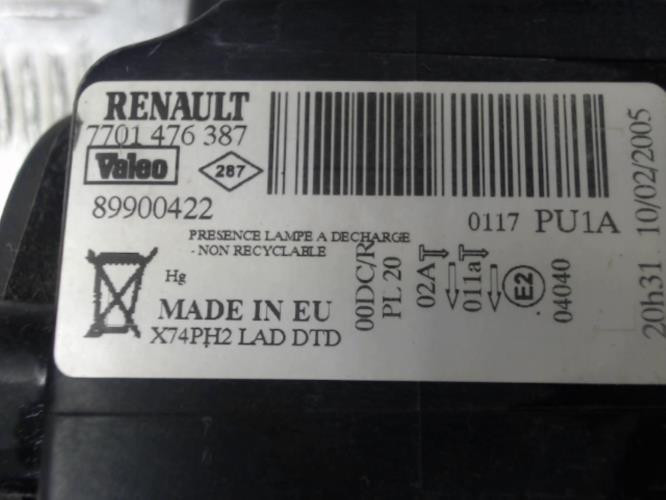 RENAULT
7701 476 387
Valeo
287
89900422
0117 PU1A
PRESENCE LAMPE A DECHARGE
- NON RECYCLABLE
Hg
MADE IN EU
X74PH2 LAD DTD
00DC/R
PL 20
02A
011a
E2
04040
20h31 10/02/2005